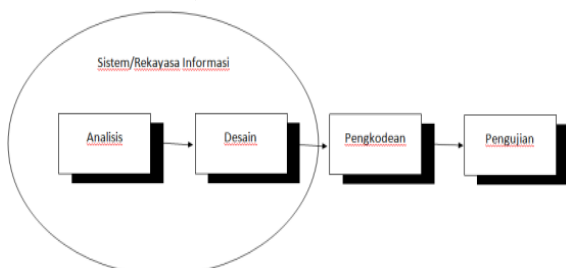 Sistem/Rekayasa Informasi
Analisis
Desain
Pengkodean
Pengujian